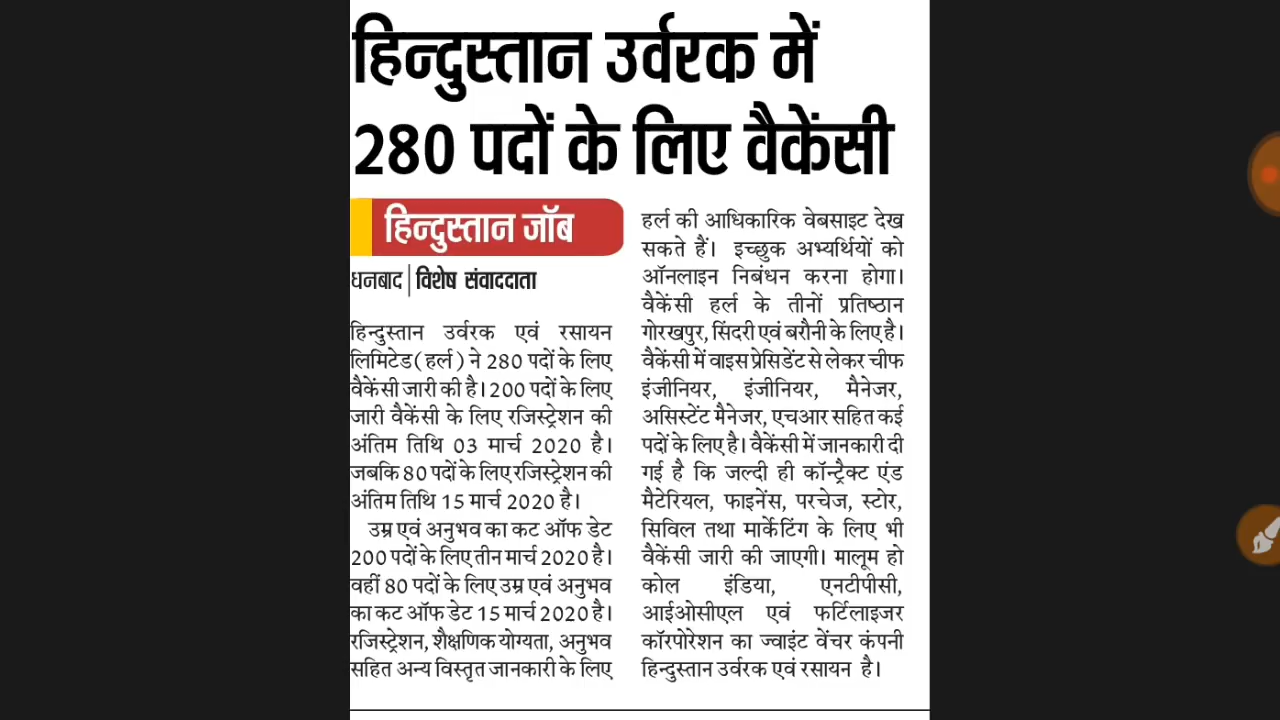 हिन्दुस्तान उर्वरक में
280 पदों के लिए वैकेंसी
हिन्दुस्तान जॉब
धनबाद | विशेष संवाददाता
हिन्दुस्तान उर्वरक एवं रसायन
लिमिटेड(हर्ल) ने 280 पदों के लिए
वैकेंसी जारी की है। 200 पदों के लिए
जारी वैकेंसी के लिए रजिस्ट्रेशन की
अंतिम तिथि 03 मार्च 2020 है।
जबकि 80 पदों के लिए रजिस्ट्रेशन की
अंतिम तिथि 15 मार्च 2020 है।
उम्र एवं अनुभव का कट ऑफ डेट
200 पदों के लिए तीन मार्च 2020 है।
वहीं 80 पदों के लिए उम्र एवं अनुभव
का कट ऑफ डेट 15 मार्च 2020 है।
रजिस्ट्रेशन, शैक्षणिक योग्यता, अनुभव
सहित अन्य विस्तृत जानकारी के लिए
हर्ल की आधिकारिक वेबसाइट देख
सकते हैं। इच्छुक अभ्यर्थियों को
ऑनलाइन निबंधन करना होगा।
वैकेंसी हर्ल के तीनों प्रतिष्ठान
गोरखपुर, सिंदरी एवं बरौनी के लिए है।
वैकेंसी में वाइस प्रेसिडेंट से लेकर चीफ
इंजीनियर, इंजीनियर, मैनेजर,
असिस्टेंट मैनेजर, एचआर सहित कई
पदों के लिए है। वैकेंसी में जानकारी दी
गई है कि जल्दी ही कॉन्ट्रैक्ट एंड
मैटेरियल, फाइनेंस, परचेज, स्टोर,
सिविल तथा मार्केटिंग के लिए भी
वैकेंसी जारी की जाएगी। मालूम हो
कोल इंडिया, एनटीपीसी,
आईओसीएल एवं फर्टिलाइजर
कॉरपोरेशन का ज्वाइंट वेंचर कंपनी
हिन्दुस्तान उर्वरक एवं रसायन है।